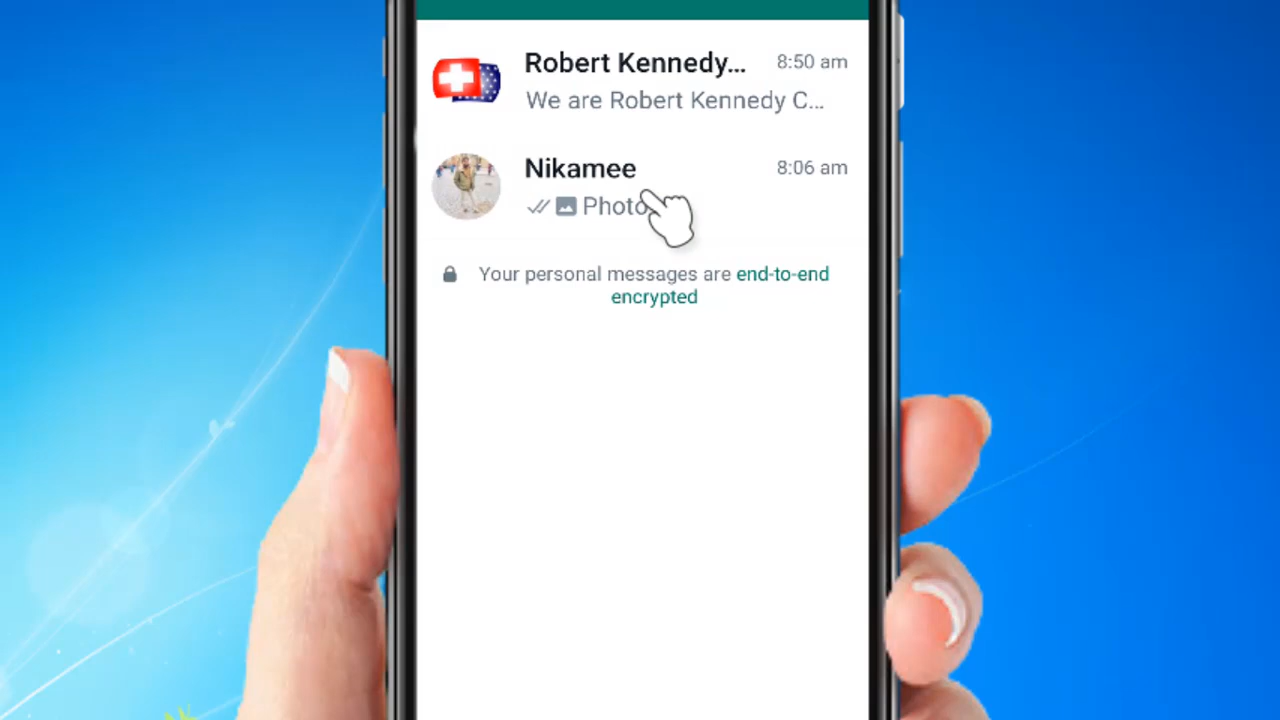 Robert Kennedy... 8:50 am
We are Robert Kennedy C...
Nikamee 8:06 am
Photo
Your personal messages are end-to-end
encrypted